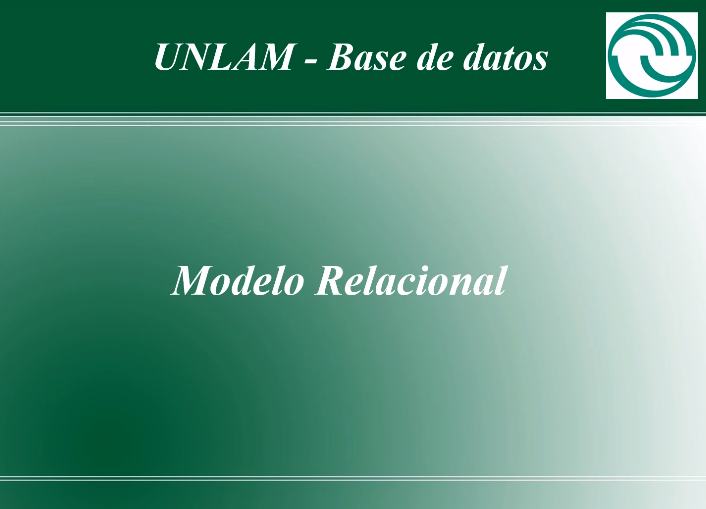 UNLAM - Base de datos
Modelo Relacional